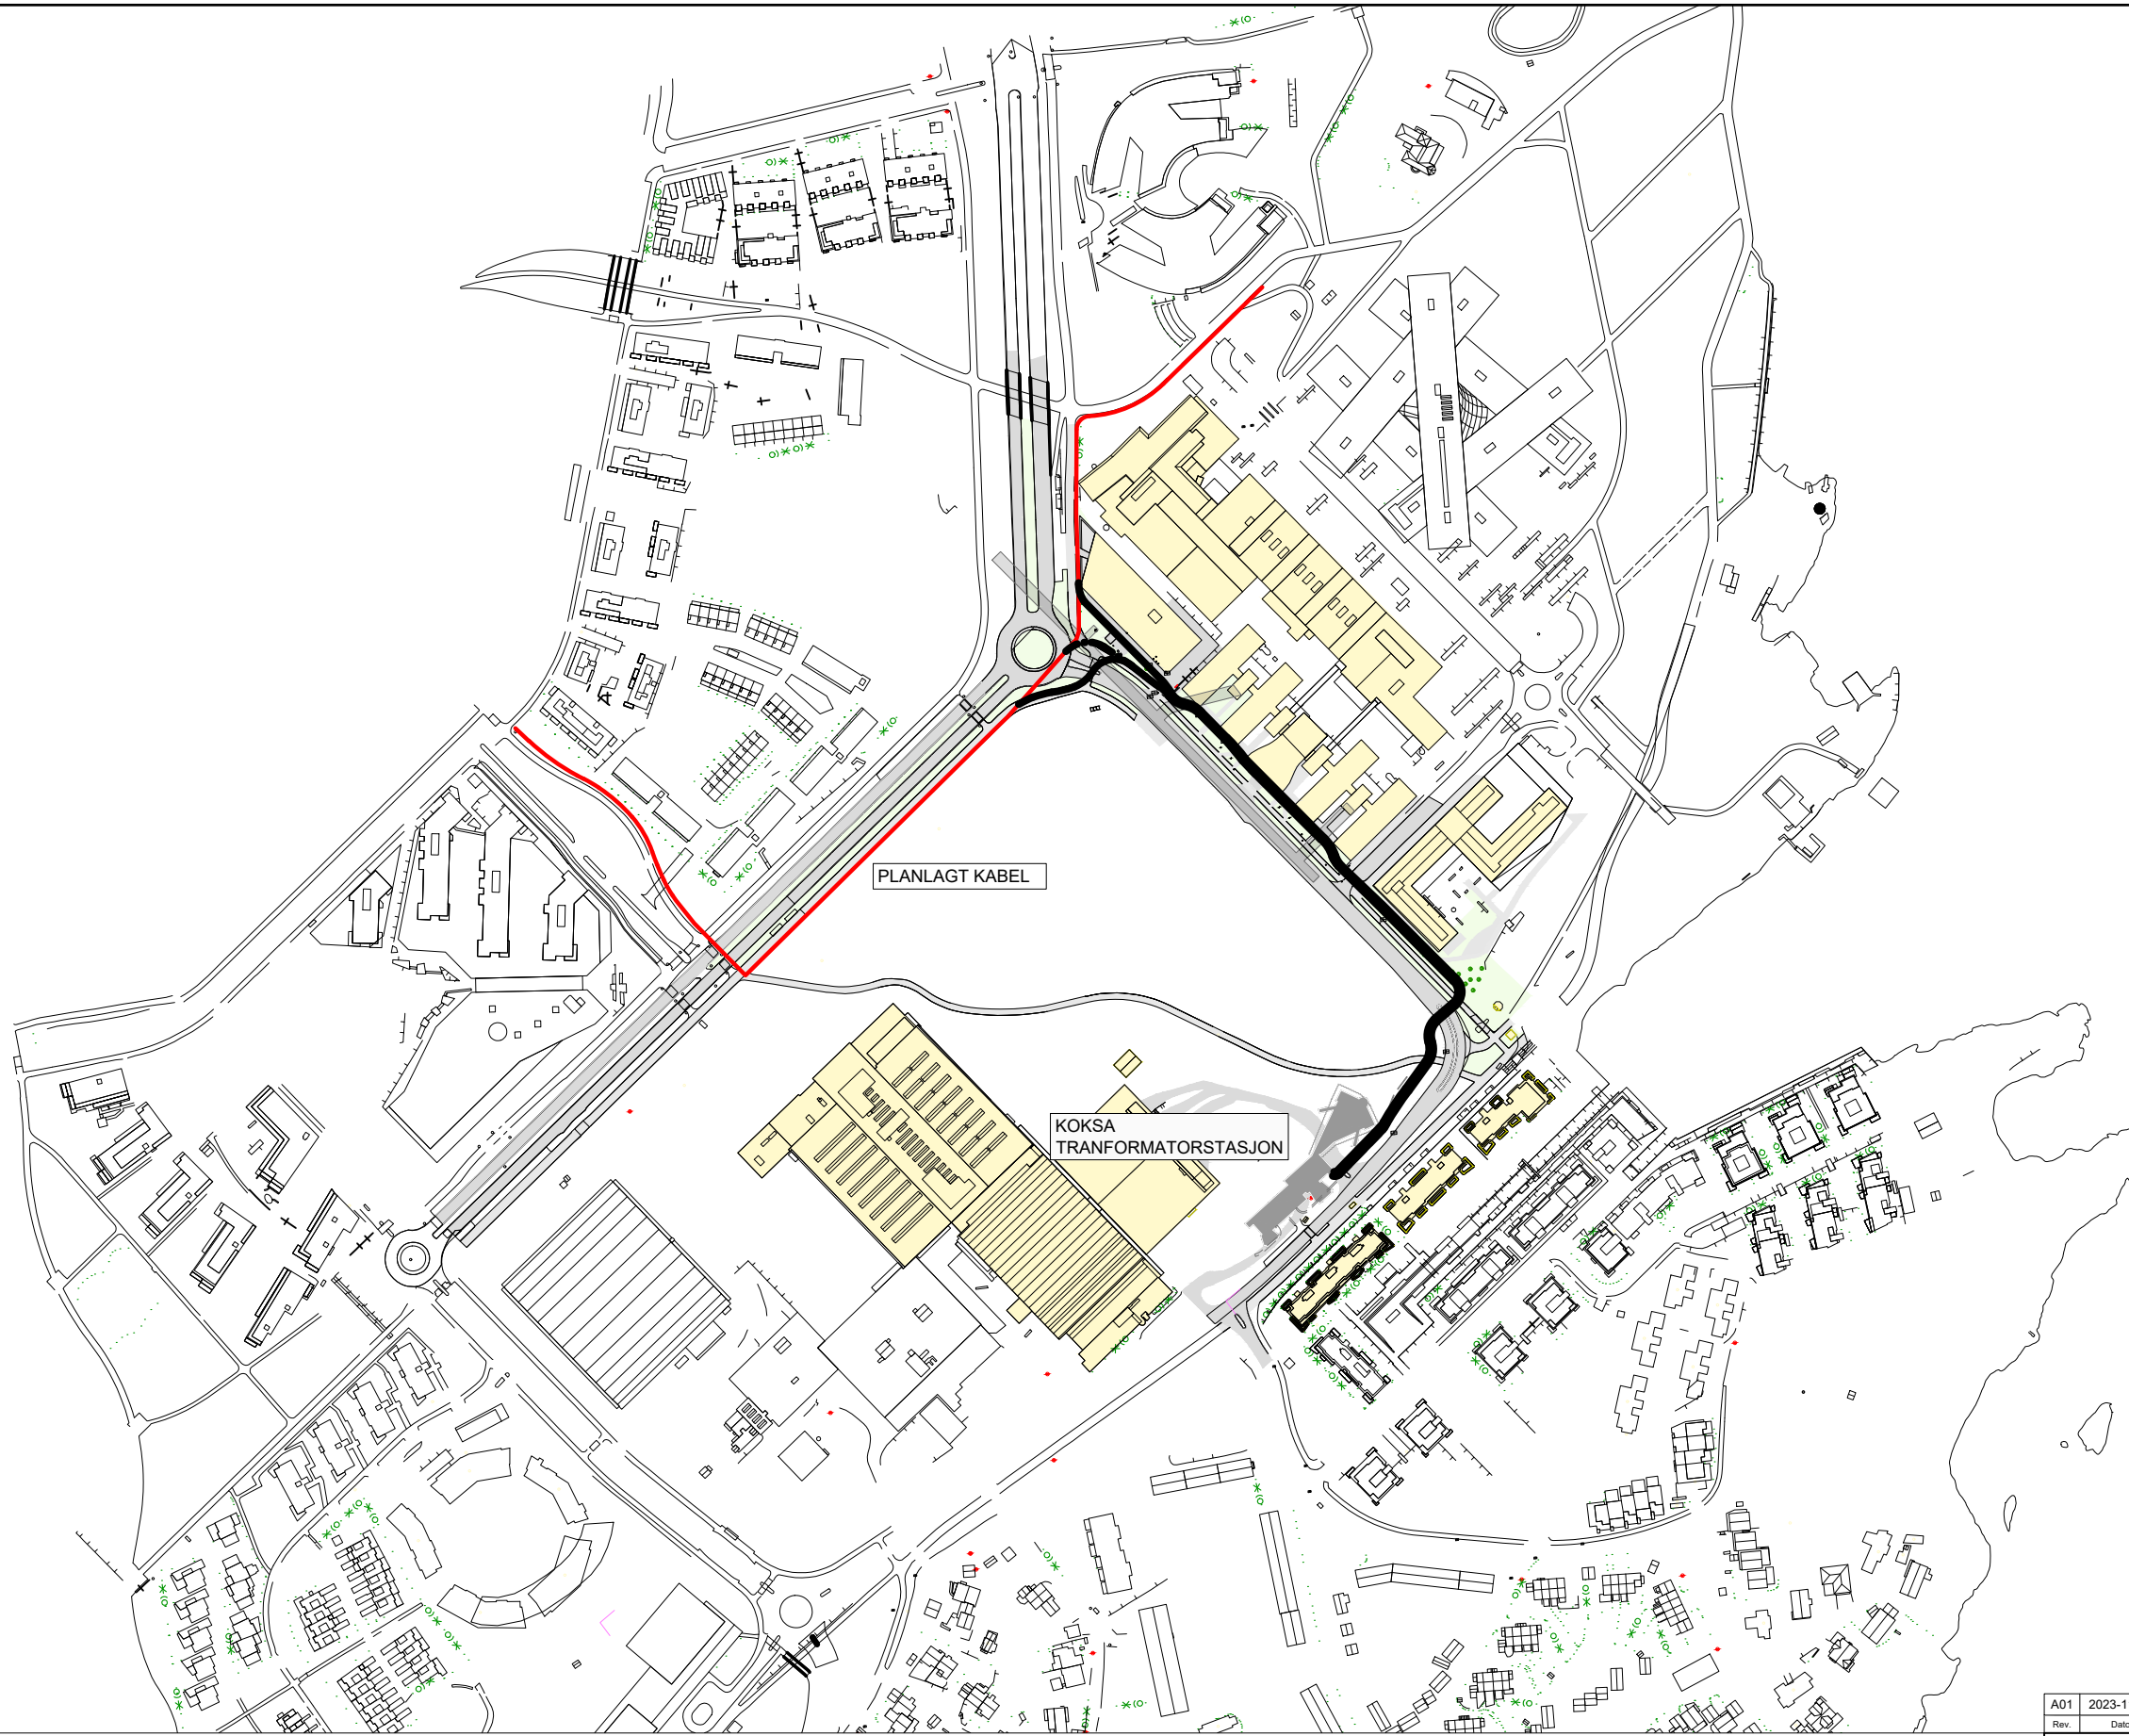 PLANLAGT KABEL
KOKSA
TRANFORMATORSTASJON
A01 2023-1
Rev. Dato